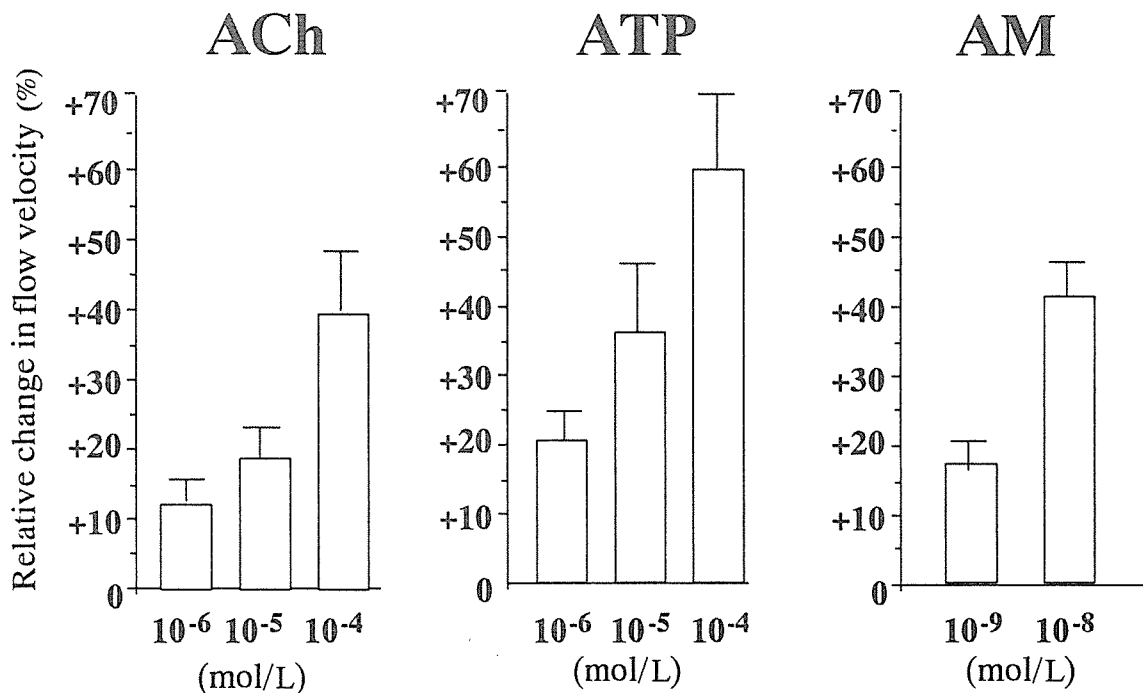 ACh
Relative change in flow velocity (%)
+70
+60
+50
+40
+30
+20
+10
0
10⁻⁶ 10⁻⁵ 10⁻⁴
(mol/L)
ATP
+70
+60
+50
+40
+30
+20
+10
0
10⁻⁶ 10⁻⁵ 10⁻⁴
(mol/L)
AM
+70
+60
+50
+40
+30
+20
+10
0
10⁻⁹ 10⁻⁸
(mol/L)